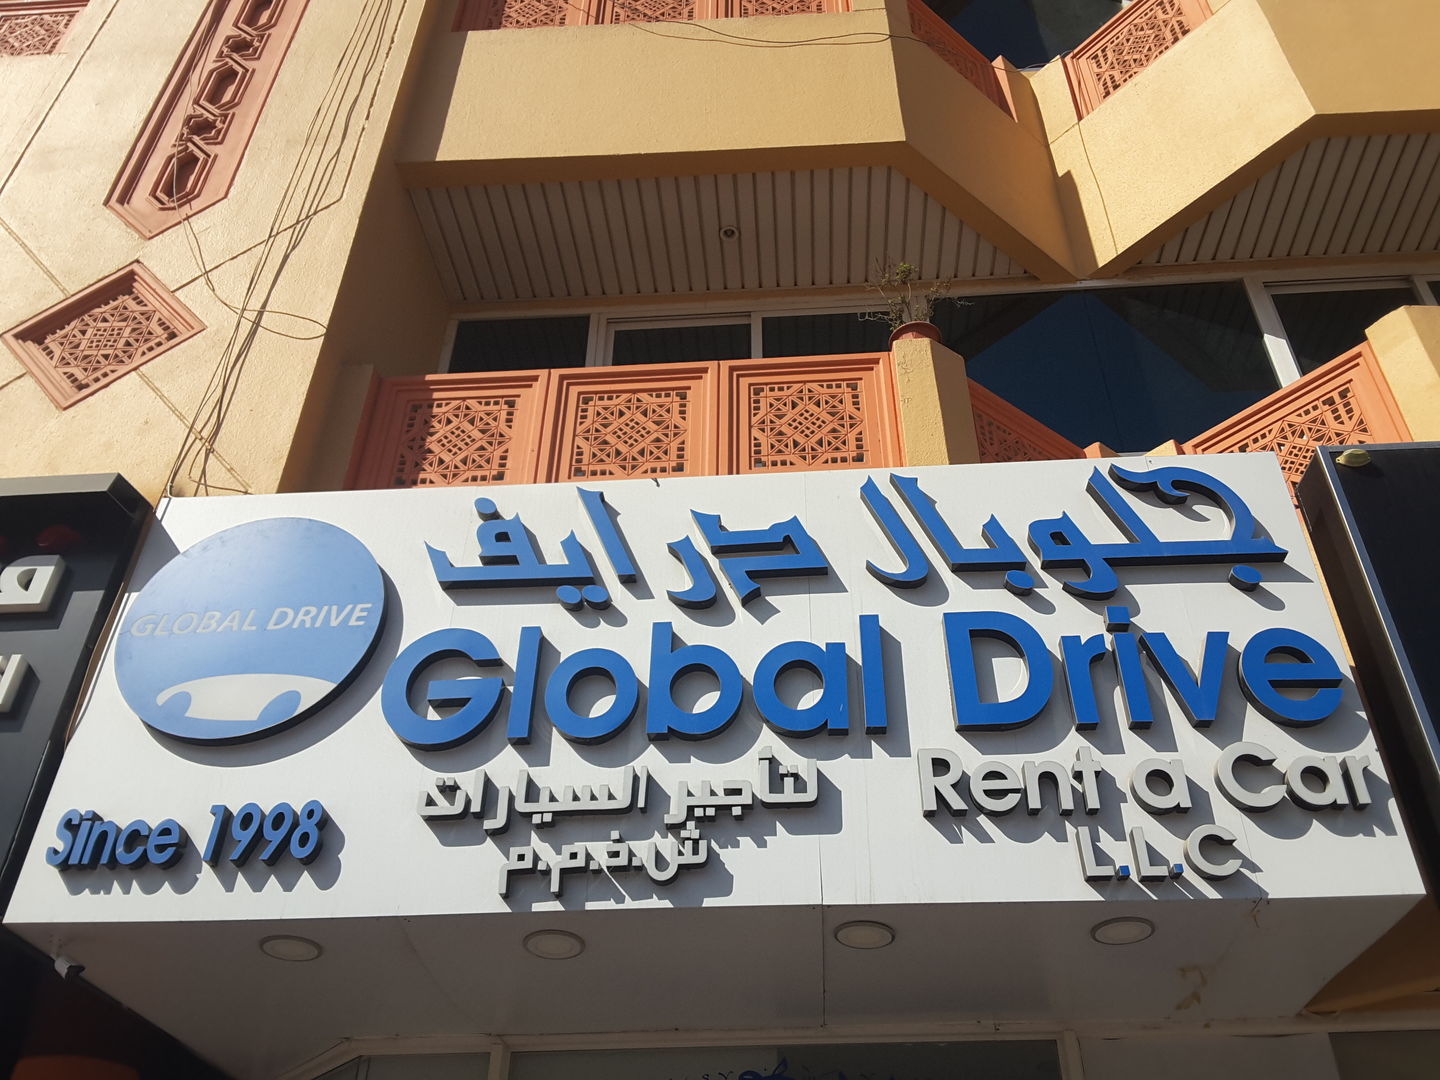 جلوبال درايف
GLOBAL DRIVE
Global Drive
لتأجير السيارات
Rent a Car
ش.ذ.م.م
L.L.C
Since 1998